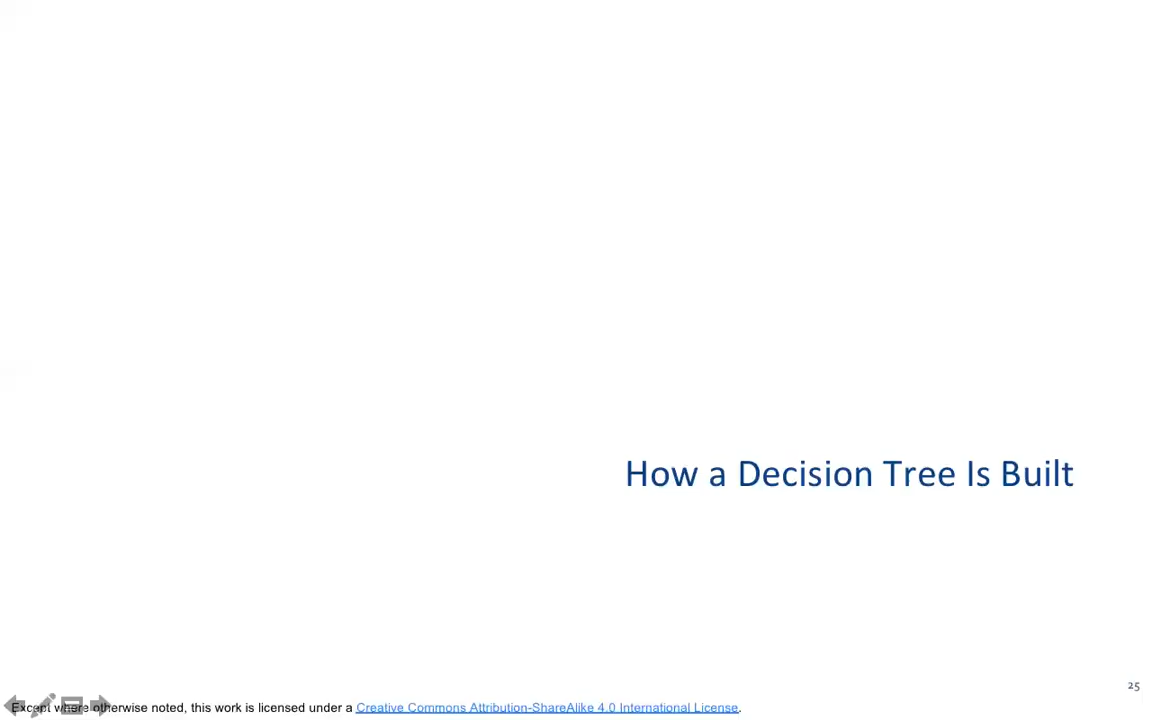 How a Decision Tree Is Built
25
Except where otherwise noted, this work is licensed under a Creative Commons Attribution-ShareAlike 4.0 International License.